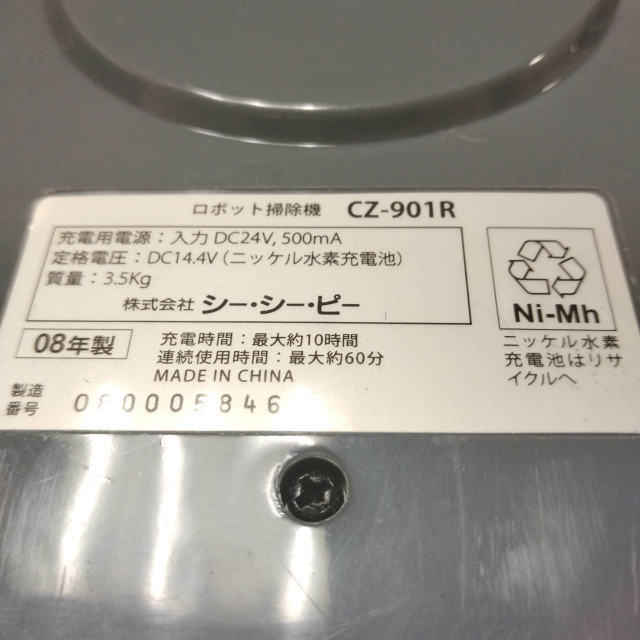 ロボット掃除機 CZ-901R
充電用電源：入力 DC24V, 500mA
定格電圧：DC14.4V（ニッケル水素充電池）
質量：3.5Kg
株式会社 シー・シー・ピー
Ni-Mh
ニッケル水素
充電池はリサ
イクルへ
08年製
充電時間：最大約10時間
連続使用時間：最大約60分
MADE IN CHINA
製造
番号 080005846